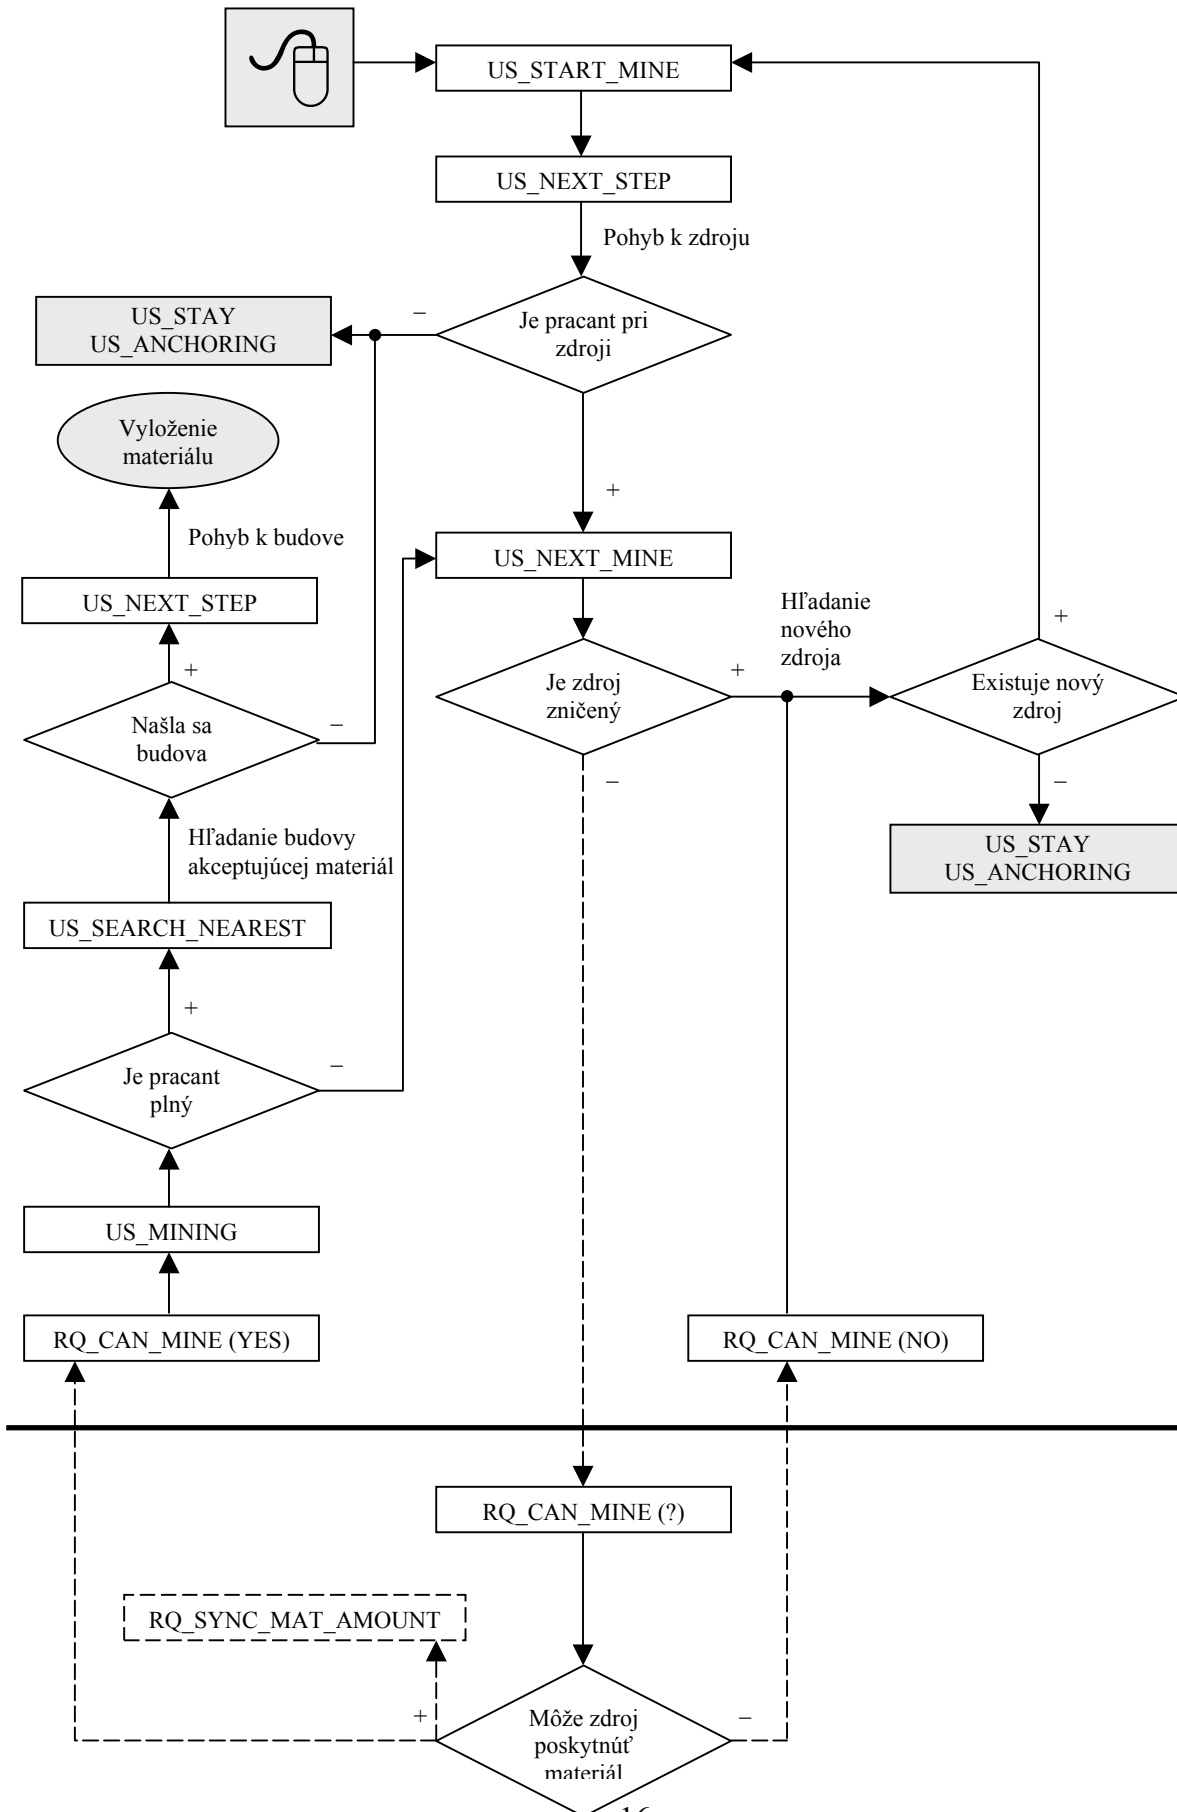 US_START_MINE
US_NEXT_STEP
Pohyb k zdroju
Je pracant pri
zdroji
–
US_STAY
US_ANCHORING
Vyloženie
materiálu
+
Pohyb k budove
US_NEXT_MINE
US_NEXT_STEP
Hľadanie
nového
zdroja
+
+
+
Je zdroj
zničený
Existuje nový
zdroj
Našla sa
budova
–
–
–
US_STAY
US_ANCHORING
Hľadanie budovy
akceptujúcej materiál
US_SEARCH_NEAREST
+
–
Je pracant
plný
US_MINING
RQ_CAN_MINE (YES)
RQ_CAN_MINE (NO)
RQ_CAN_MINE (?)
RQ_SYNC_MAT_AMOUNT
+
–
Môže zdroj
poskytnúť
materiál
16